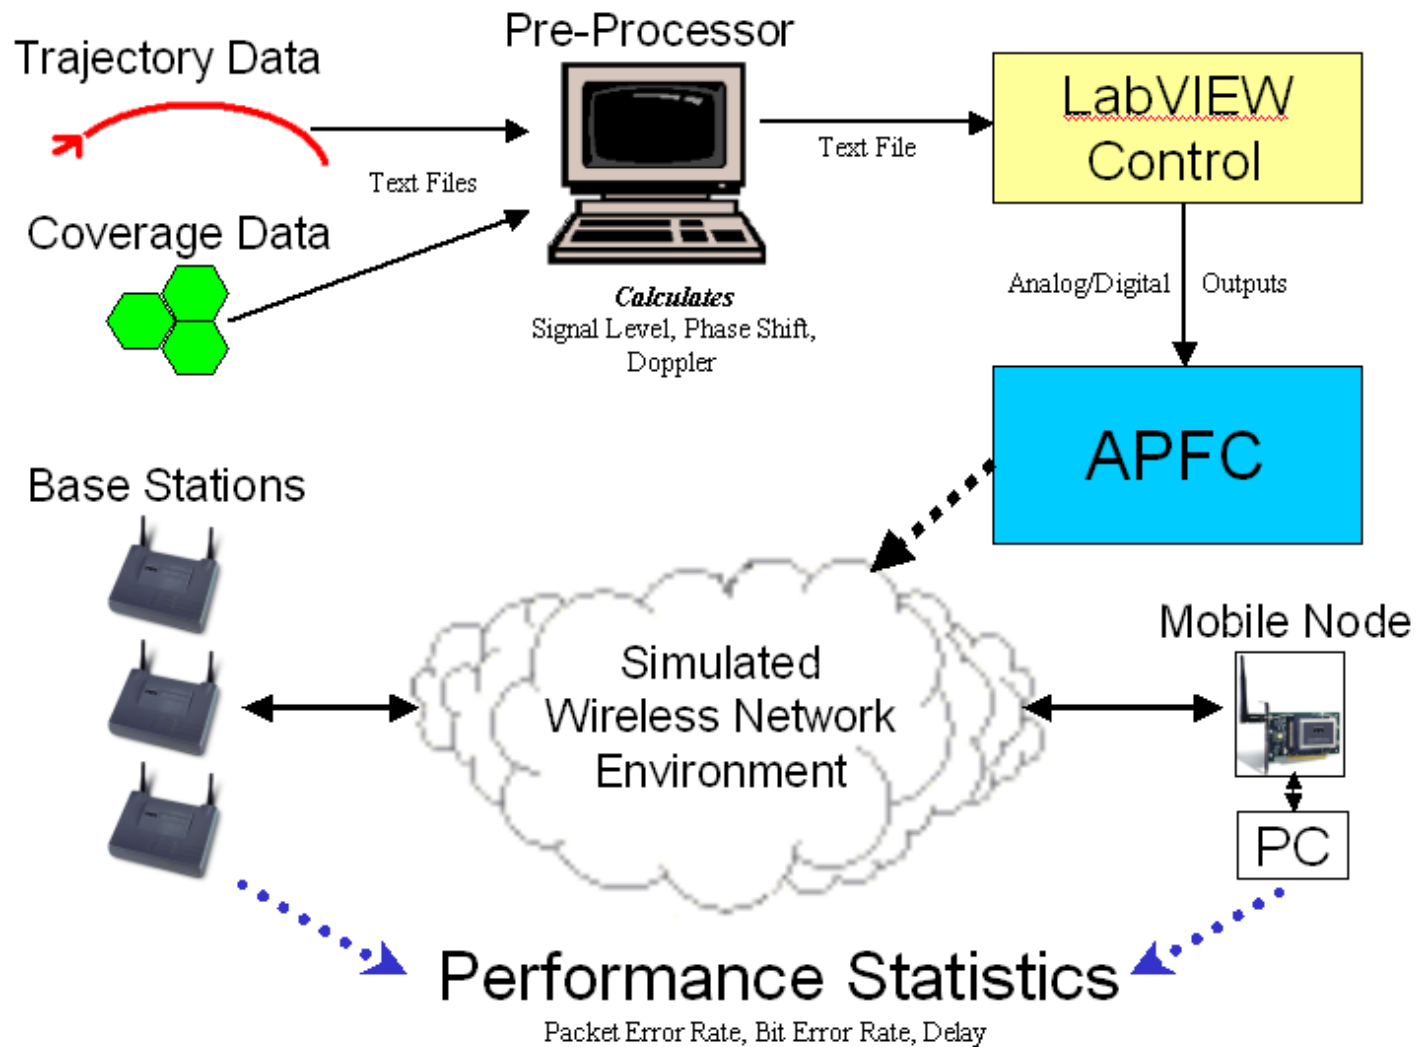 Trajectory Data
Pre-Processor
LabVIEW
Control
Text File
Text Files
Coverage Data
Calculates
Signal Level, Phase Shift,
Doppler
Analog/Digital Outputs
APFC
Base Stations
Simulated
Wireless Network
Environment
Mobile Node
PC
Performance Statistics
Packet Error Rate, Bit Error Rate, Delay